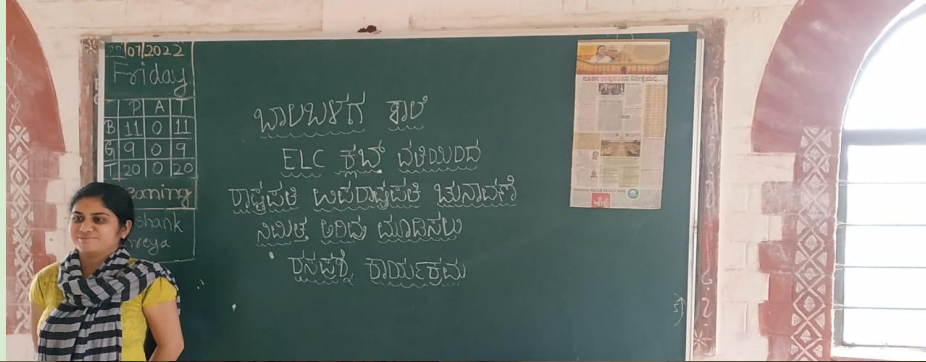 22/07/2022
Friday
P A T
B 11 0 11
G 9 0 9
T 20 0 20
ಬಾಲಬಳಗ ಶಾಲೆ
ELC ಕ್ಲಬ್ ವತಿಯಿಂದ
ರಾಷ್ಟ್ರಪತಿ ಉಪರಾಷ್ಟ್ರಪತಿ ಚುನಾವಣೆ
ನಿಮಿತ್ತ ಅರಿವು ಮೂಡಿಸಲು
ರಸಪ್ರಶ್ನೆ ಕಾರ್ಯಕ್ರಮ